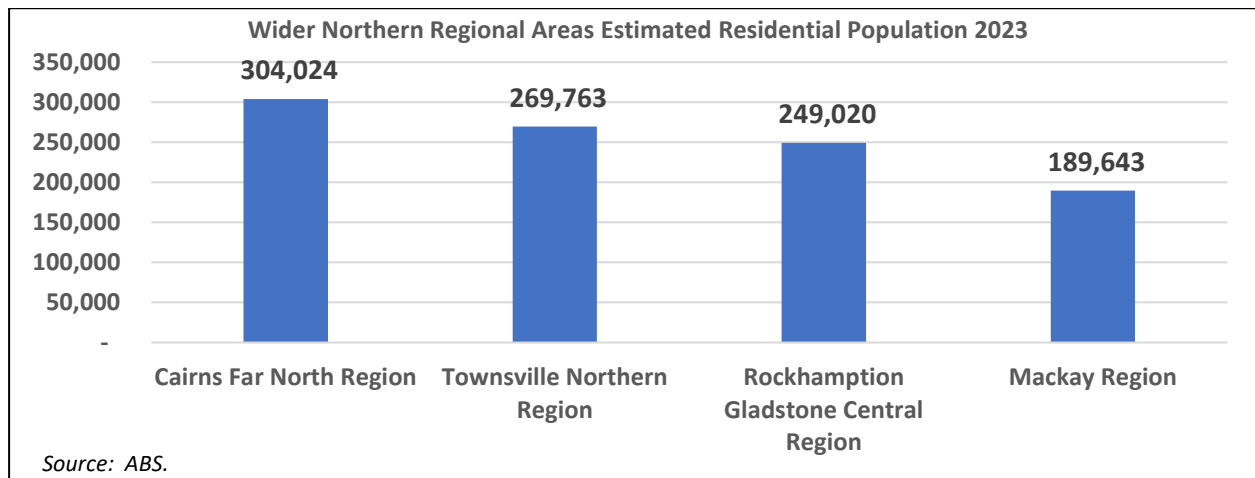 Wider Northern Regional Areas Estimated Residential Population 2023
350,000
300,000
250,000
200,000
150,000
100,000
50,000
-
304,024
269,763
249,020
189,643
Cairns Far North Region
Townsville Northern
Region
Rockhamption
Gladstone Central
Region
Mackay Region
Source:  ABS.